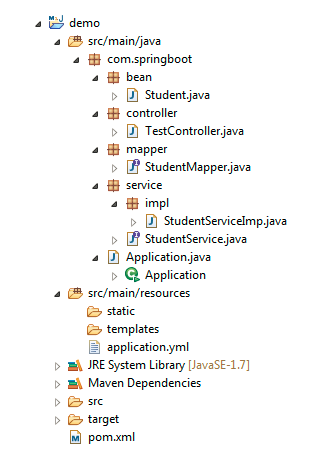 demo
src/main/java
com.springboot
bean
Student.java
controller
TestController.java
mapper
StudentMapper.java
service
impl
StudentServiceImp.java
StudentService.java
Application.java
Application
src/main/resources
static
templates
application.yml
JRE System Library [JavaSE-1.7]
Maven Dependencies
src
target
pom.xml